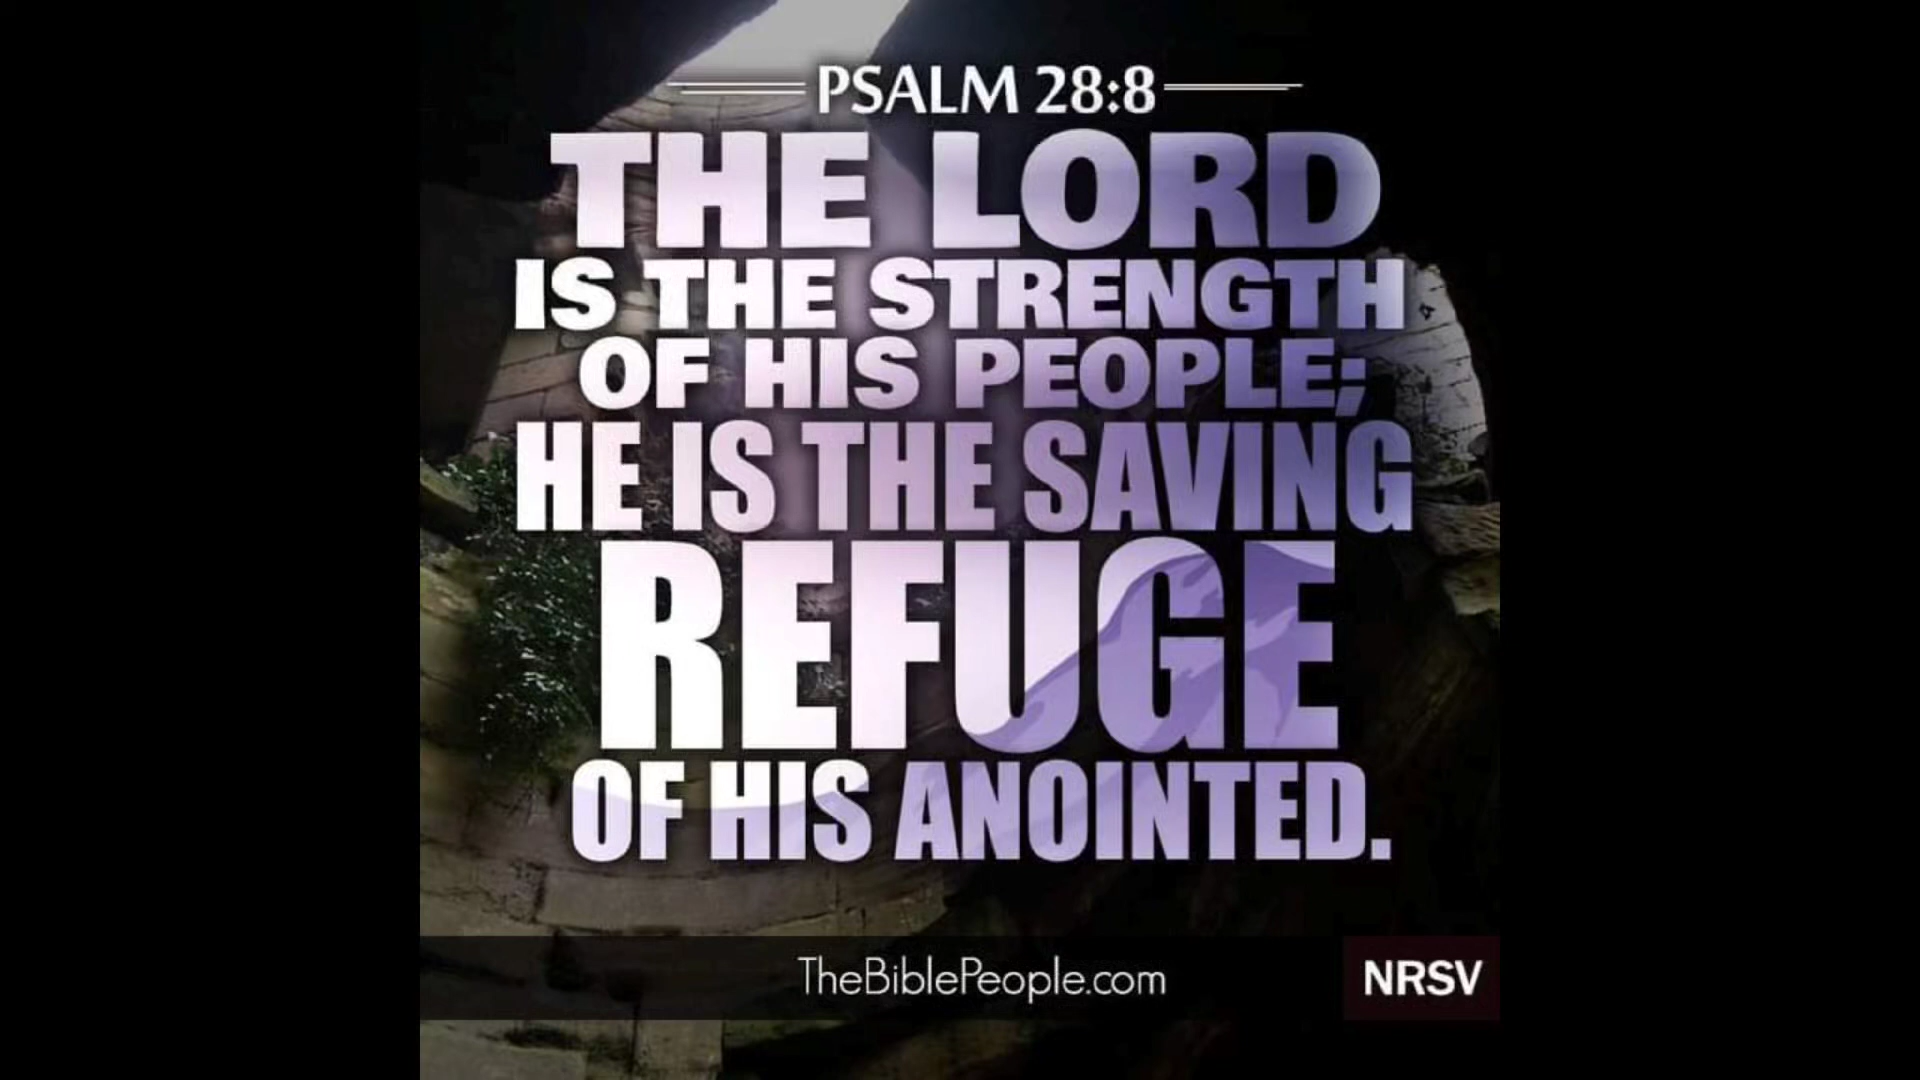 PSALM 28:8
THE LORD
IS THE STRENGTH
OF HIS PEOPLE;
HE IS THE SAVING
REFUGE
OF HIS ANOINTED.
TheBiblePeople.com
NRSV